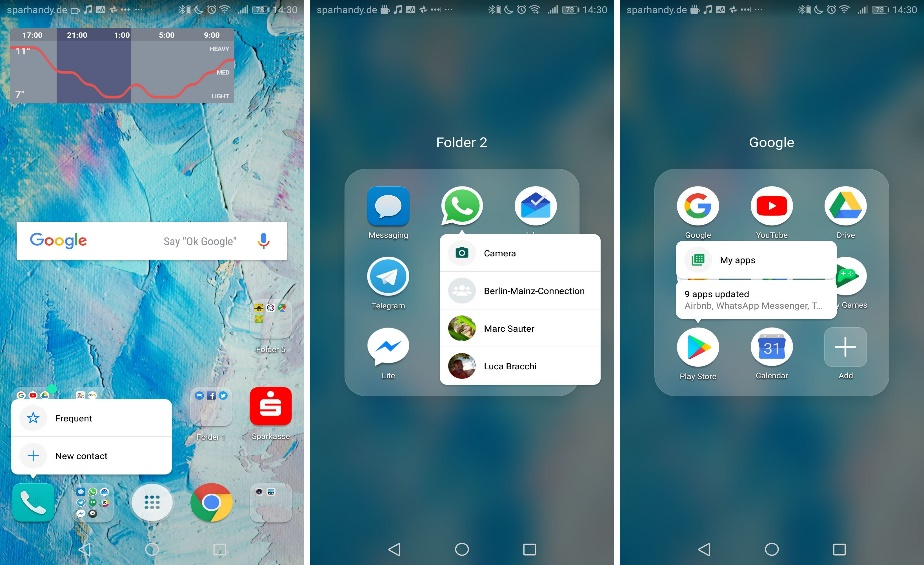 sparhandy.de
78
14:30
17:00 21:00 1:00 5:00 9:00
11"
HEAVY
MED
7"
LIGHT
Google Say "Ok Google"
Folder
Sparkasse
Frequent
New contact
sparhandy.de
78
14:30
Folder 2
Messaging
Telegram
Lite
Camera
Berlin-Mainz-Connection
Marc Sauter
Luca Bracchi
sparhandy.de
78
14:30
Google
Google YouTube Drive
My apps
Games
9 apps updated
Airbnb, WhatsApp Messenger, T...
31
Play Store Calendar Add